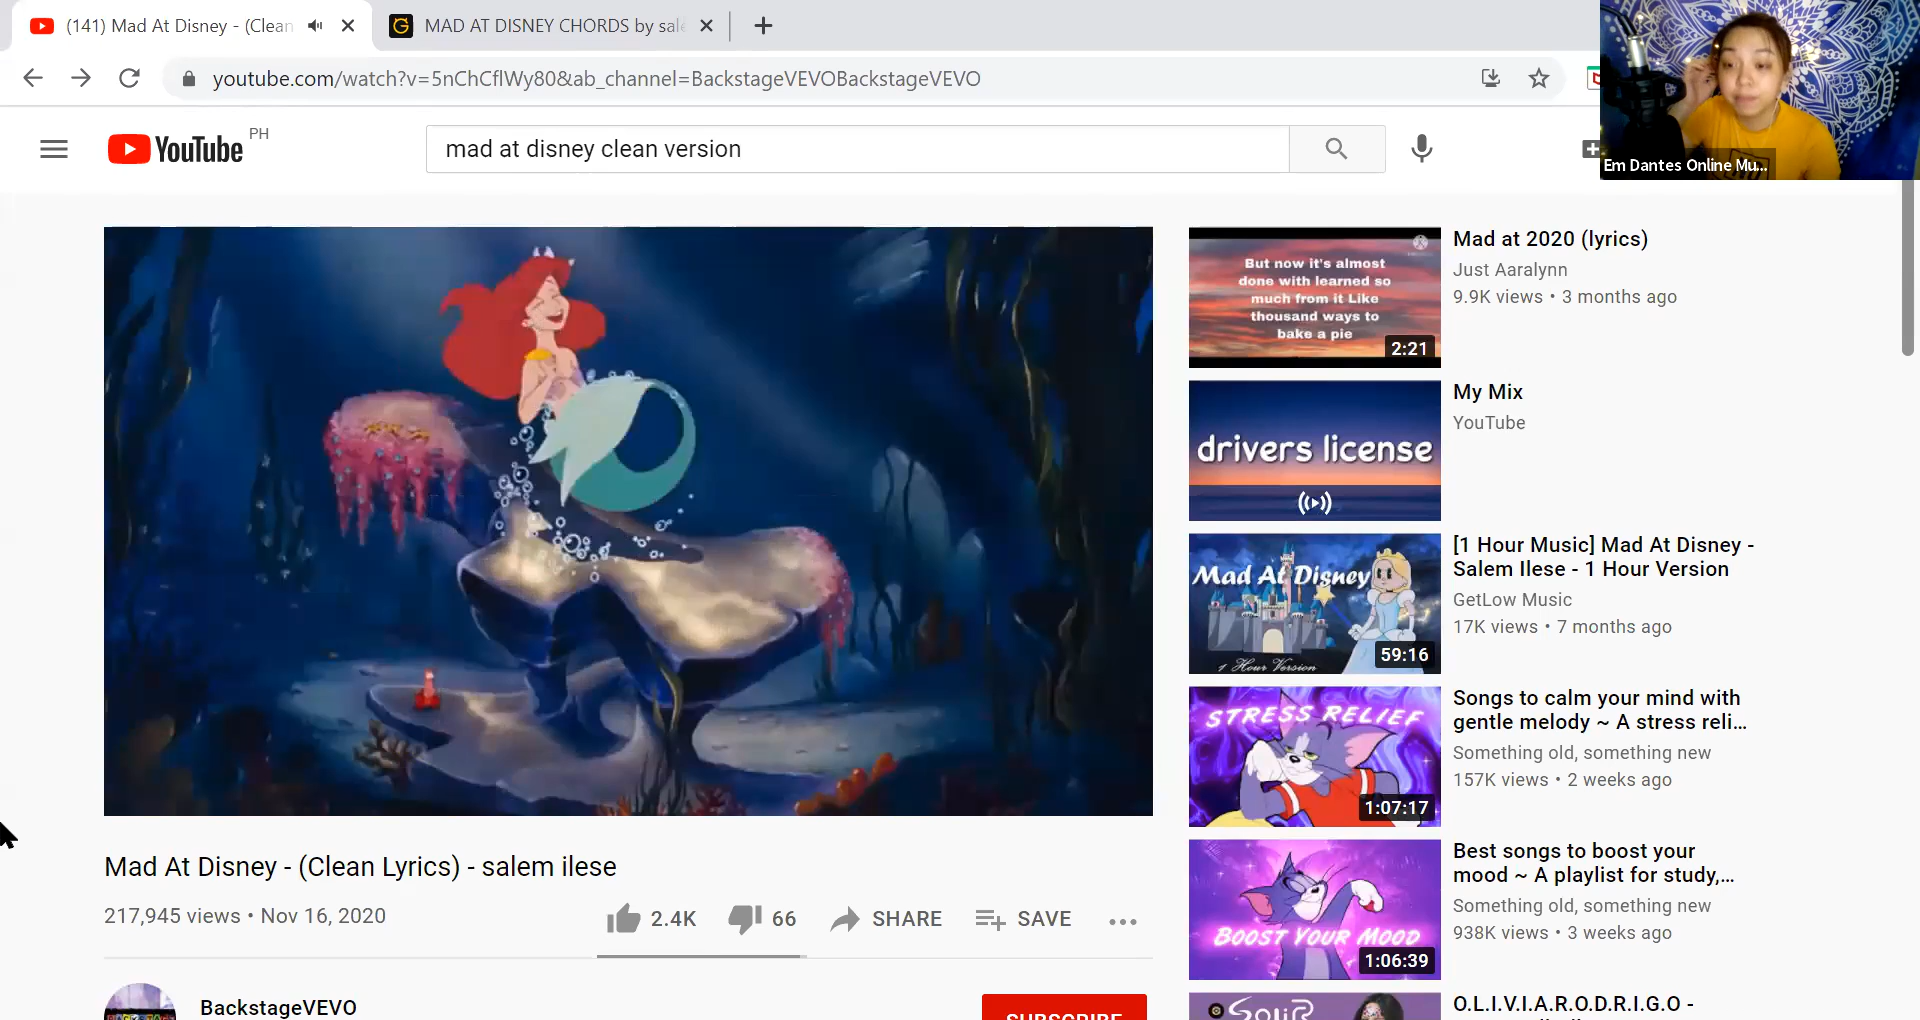 (141) Mad At Disney - (Clean
MAD AT DISNEY CHORDS by sale
youtube.com/watch?v=5nChCflWy80&ab_channel=BackstageVEVOBackstageVEVO
YouTube
PH
mad at disney clean version
Em Dantes Online Mu...
But now it's almost
done with learned so
much from it Like
thousand ways to
bake a pie
2:21
Mad at 2020 (lyrics)
Just Aaralynn
9.9K views • 3 months ago
drivers license
My Mix
YouTube
Mad At Disney
1 Hour Version
59:16
[1 Hour Music] Mad At Disney -
Salem Ilese - 1 Hour Version
GetLow Music
17K views • 7 months ago
STRESS RELIEF
1:07:17
Songs to calm your mind with
gentle melody ~ A stress reli...
Something old, something new
157K views • 2 weeks ago
BOOST YOUR MOOD
1:06:39
Best songs to boost your
mood ~ A playlist for study,...
Something old, something new
938K views • 3 weeks ago
O.L.I.V.I.A.R.O.D.R.I.G.O -
Mad At Disney - (Clean Lyrics) - salem ilese
217,945 views • Nov 16, 2020
2.4K
66
SHARE
SAVE
BackstageVEVO
SUBSCRIBE